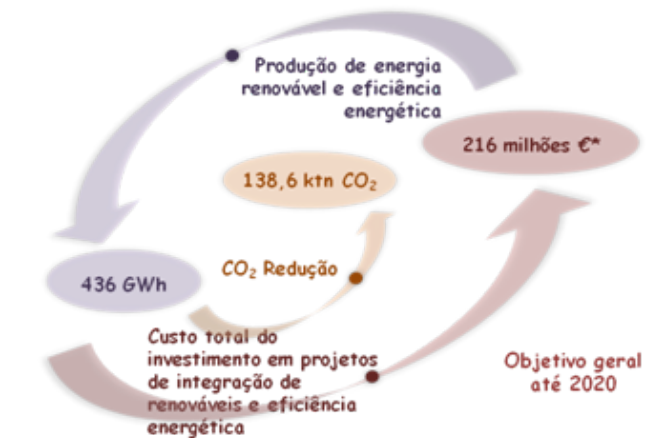 Produção de energia
renovável e eficiência
energética
216 milhões €*
138,6 ktn CO₂
CO₂ Redução
436 GWh
Custo total do
investimento em projetos
de integração de
renováveis e eficiência
energética
Objetivo geral
até 2020